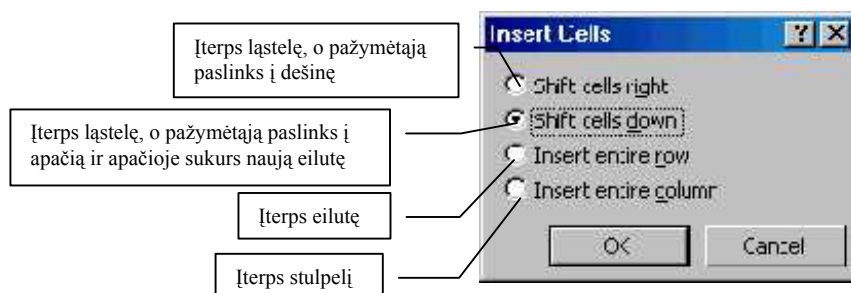 Įterps ląstelę, o pažymėtąją
paslinks į dešinę
Įterps ląstelę, o pažymėtąją paslinks į
apačią ir apačioje sukurs naują eilutę
Įterps eilutę
Įterps stulpelį
Insert Cells
Shift cells right
Shift cells down
Insert entire row
Insert entire column
OK
Cancel